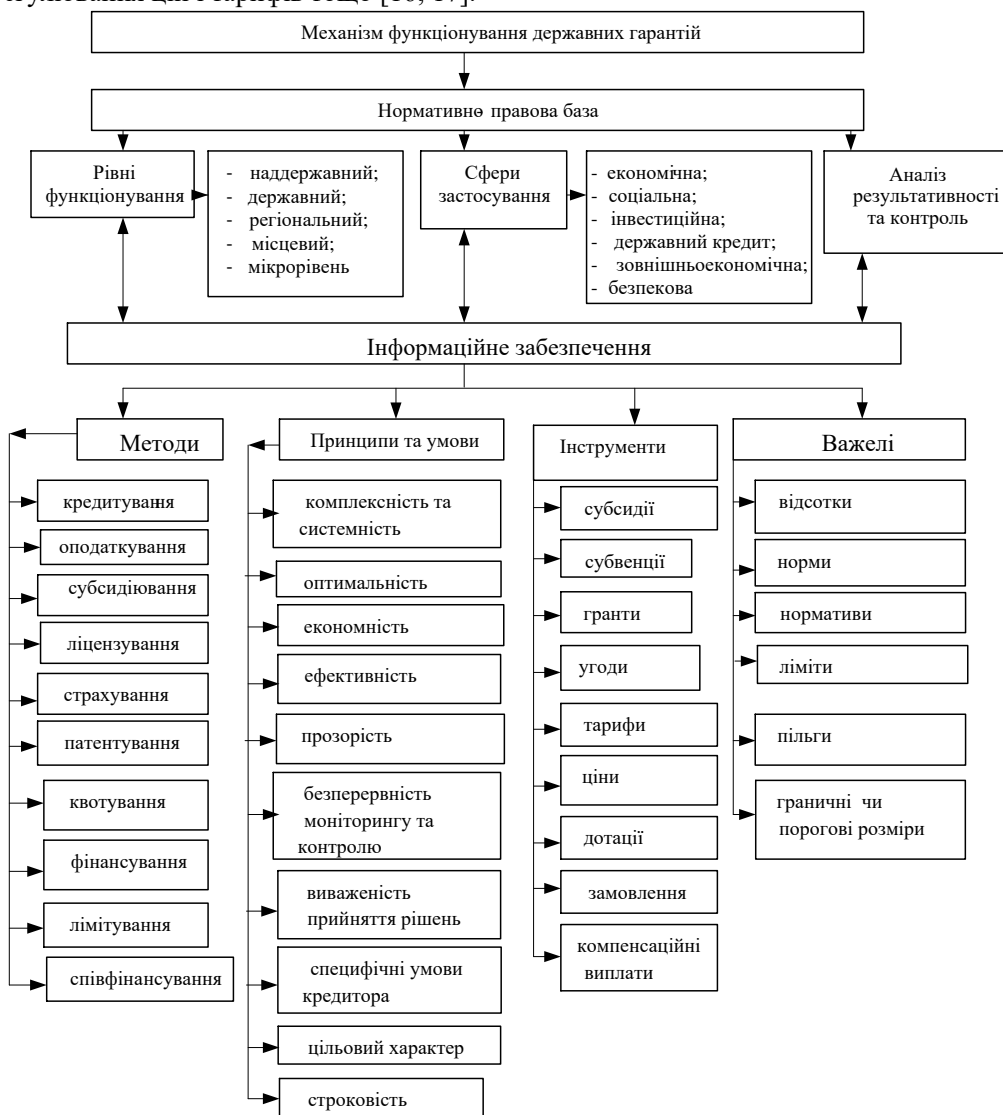 [16, 17].
Механізм функціонування державних гарантій
Нормативно правова база
Рівні
функціонування
- наддержавний;
- державний;
- регіональний;
- місцевий;
- мікрорівень
Сфери
застосування
- економічна;
- соціальна;
- інвестиційна;
- державний кредит;
- зовнішньоекономічна;
- безпекова
Аналіз
результативності
та контроль
Інформаційне забезпечення
Методи
кредитування
оподаткування
субсидіювання
ліцензування
страхування
патентування
квотування
фінансування
лімітування
співфінансування
Принципи та умови
комплексність та
системність
оптимальність
економність
ефективність
прозорість
безперервність
моніторингу та
контролю
виваженість
прийняття рішень
специфічні умови
кредитора
цільовий характер
строковість
Інструменти
субсидії
субвенції
гранти
угоди
тарифи
ціни
дотації
замовлення
компенсаційні
виплати
Важелі
відсотки
норми
нормативи
ліміти
пільги
граничні чи
порогові розміри